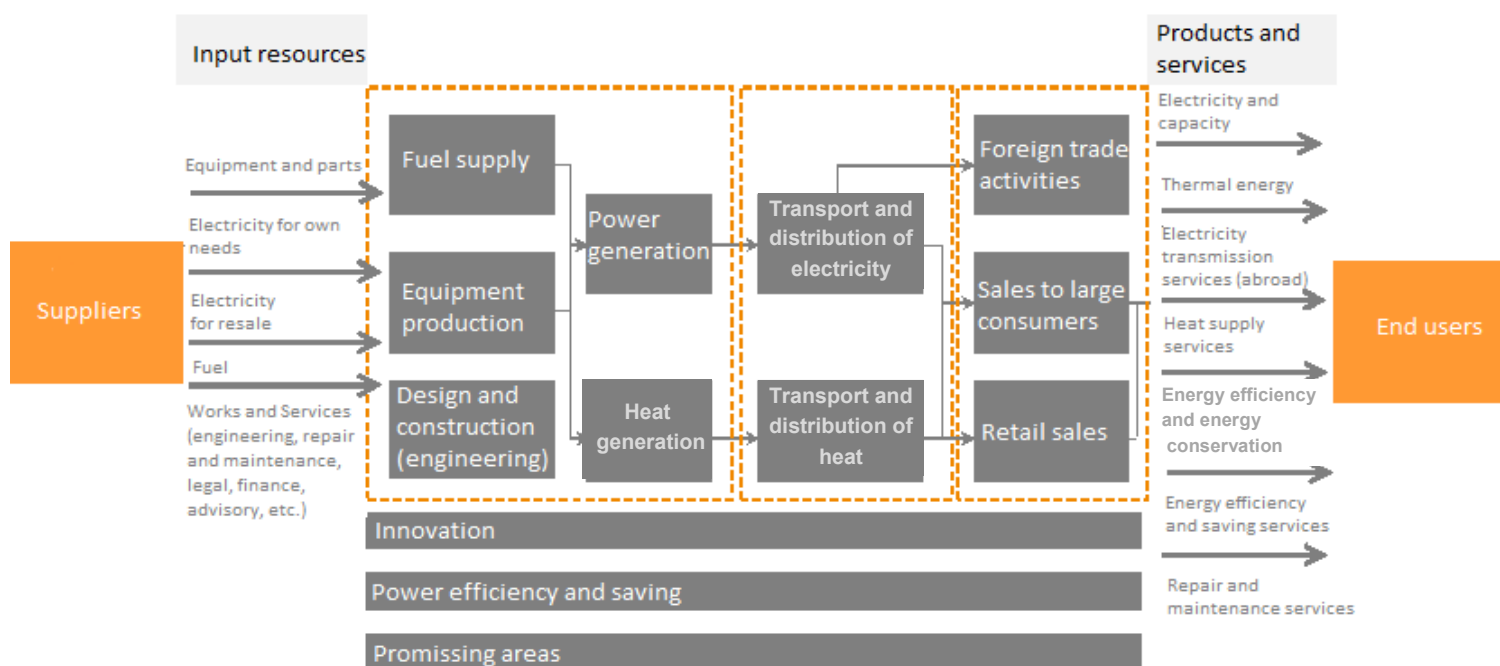 Input resources
Products and
services
Suppliers
Equipment and parts
Electricity for own
needs
Electricity
for resale
Fuel
Works and Services
(engineering, repair
and maintenance,
legal, finance,
advisory, etc.)
Fuel supply
Equipment
production
Design and
construction
(engineering)
Power
generation
Heat
generation
Transport and
distribution of
electricity
Transport and
distribution of
heat
Foreign trade
activities
Sales to large
consumers
Retail sales
Electricity and
capacity
Thermal energy
Electricity
transmission
services (abroad)
Heat supply
services
Energy efficiency
and energy
conservation
Energy efficiency
and saving services
Repair and
maintenance services
End users
Innovation
Power efficiency and saving
Promissing areas